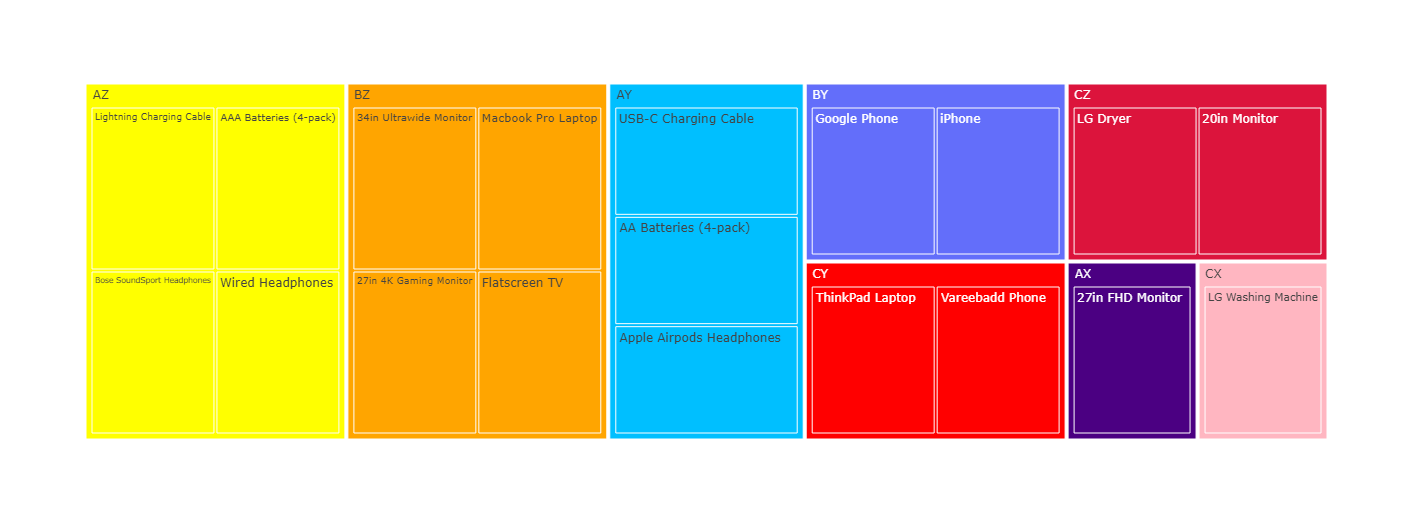 AZ
Lightning Charging Cable
AAA Batteries (4-pack)
Bose SoundSport Headphones
Wired Headphones
BZ
34in Ultrawide Monitor
Macbook Pro Laptop
27in 4K Gaming Monitor
Flatscreen TV
AY
USB-C Charging Cable
AA Batteries (4-pack)
Apple Airpods Headphones
BY
Google Phone
iPhone
CY
ThinkPad Laptop
Vareebadd Phone
CZ
LG Dryer
20in Monitor
AX
27in FHD Monitor
CX
LG Washing Machine